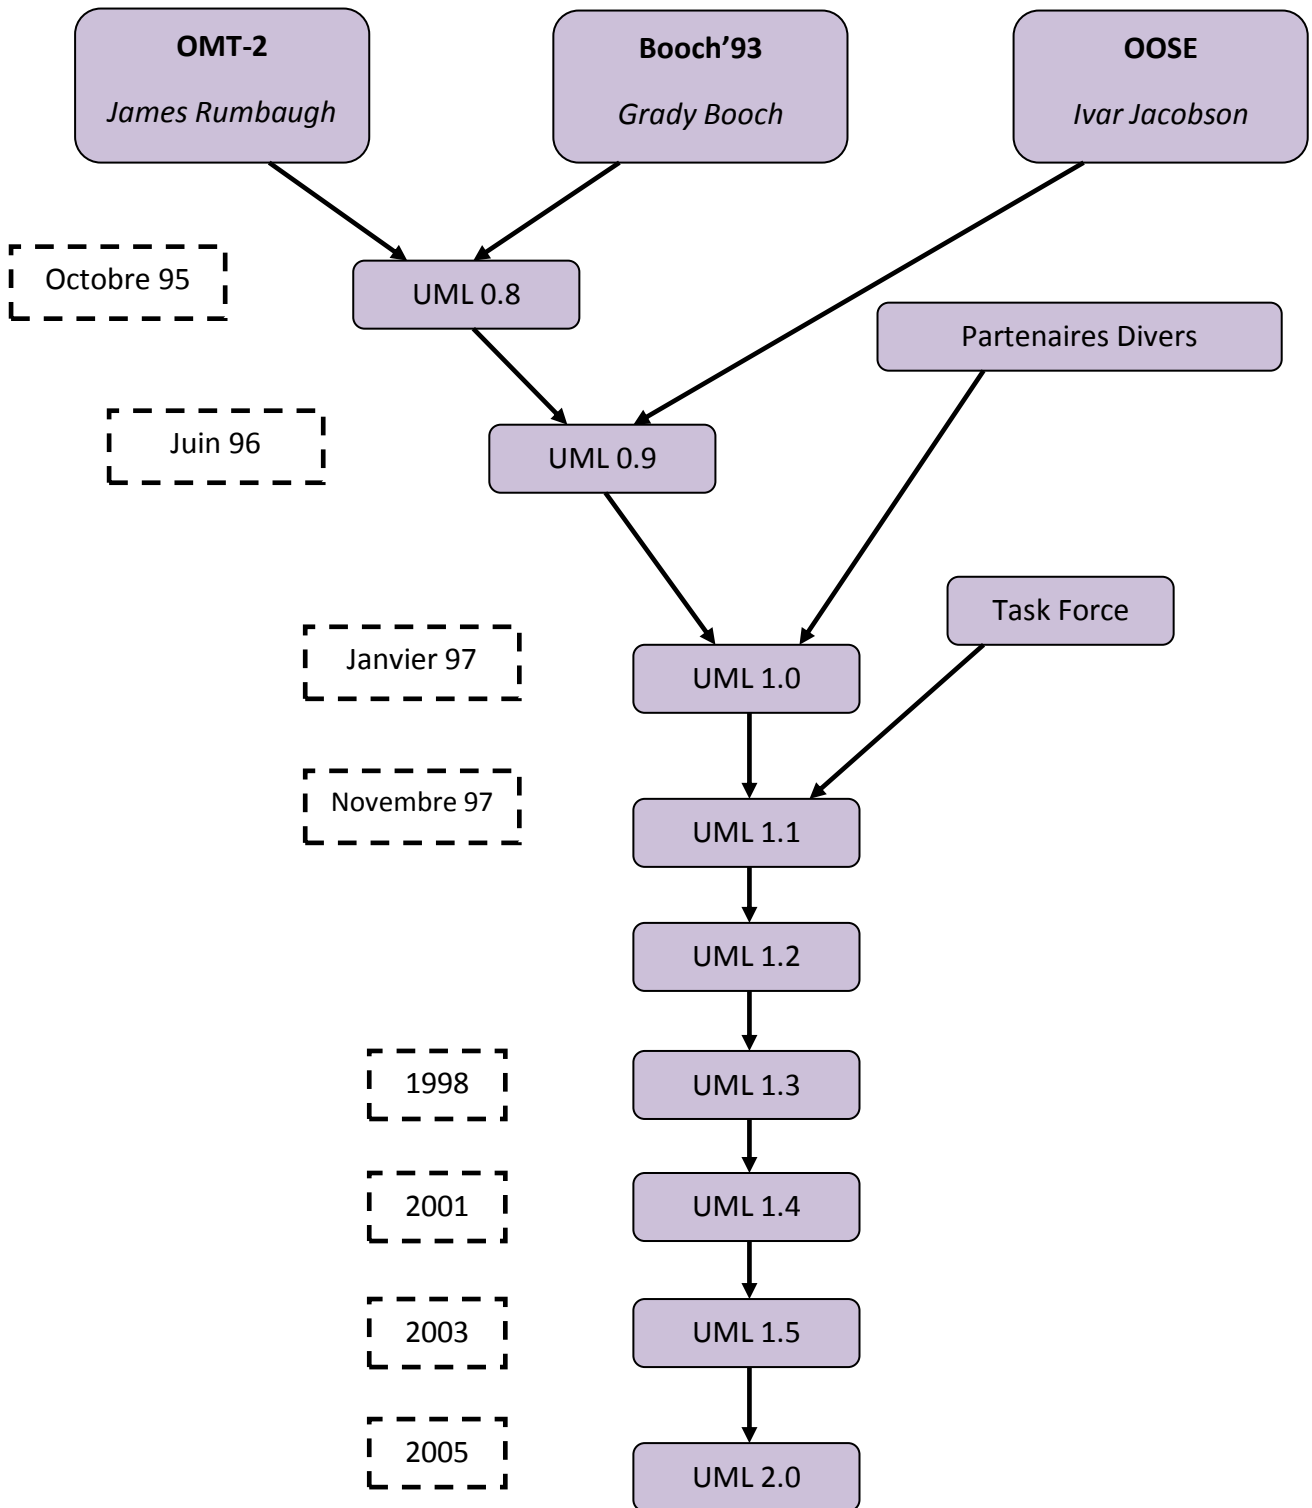 OMT-2
James Rumbaugh
Booch’93
Grady Booch
OOSE
Ivar Jacobson
Octobre 95
UML 0.8
Partenaires Divers
Juin 96
UML 0.9
Task Force
Janvier 97
UML 1.0
Novembre 97
UML 1.1
UML 1.2
1998
UML 1.3
2001
UML 1.4
2003
UML 1.5
2005
UML 2.0